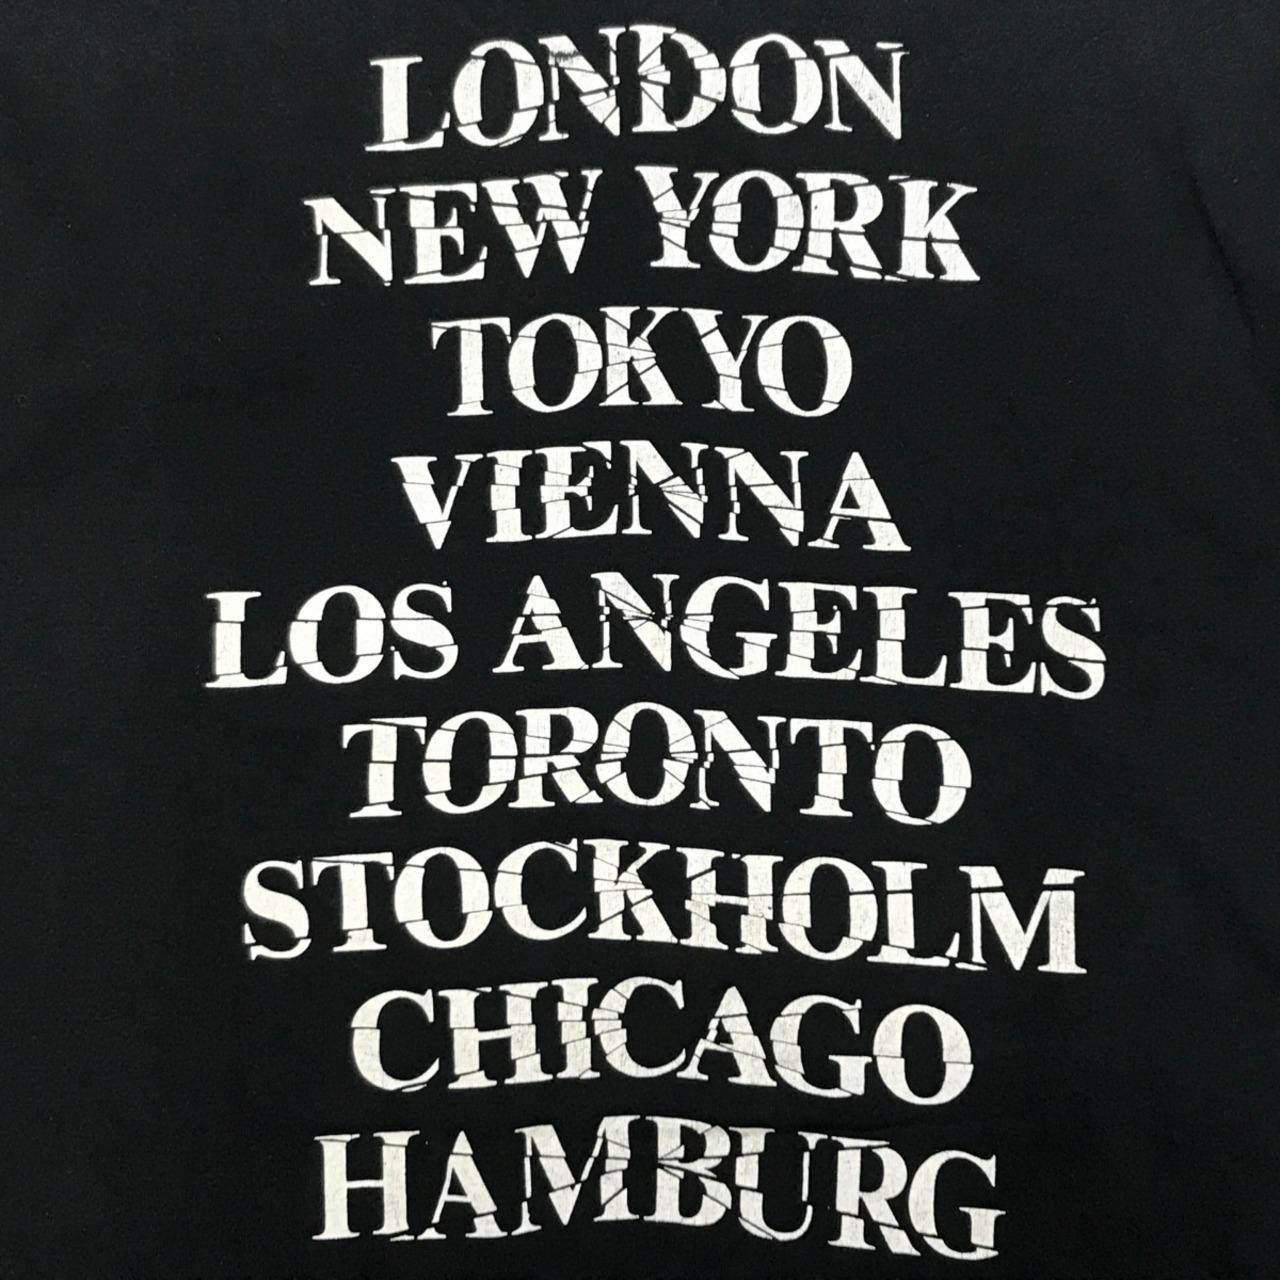 LONDON
NEW YORK
TOKYO
VIENNA
LOS ANGELES
TORONTO
STOCKHOLM
CHICAGO
HAMBURG